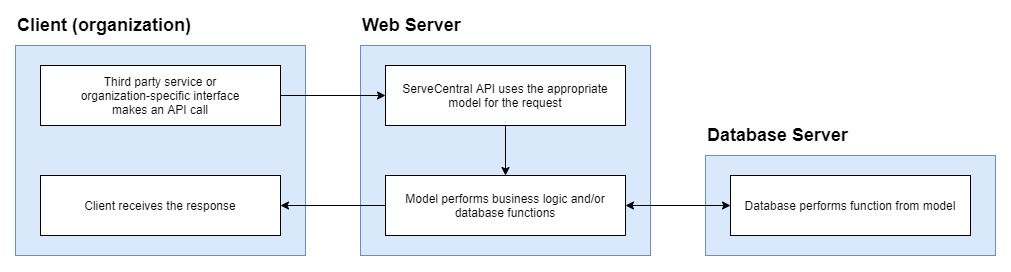 Client (organization)
Third party service or
organization-specific interface
makes an API call
Client receives the response
Web Server
ServeCentral API uses the appropriate
model for the request
Model performs business logic and/or
database functions
Database Server
Database performs function from model